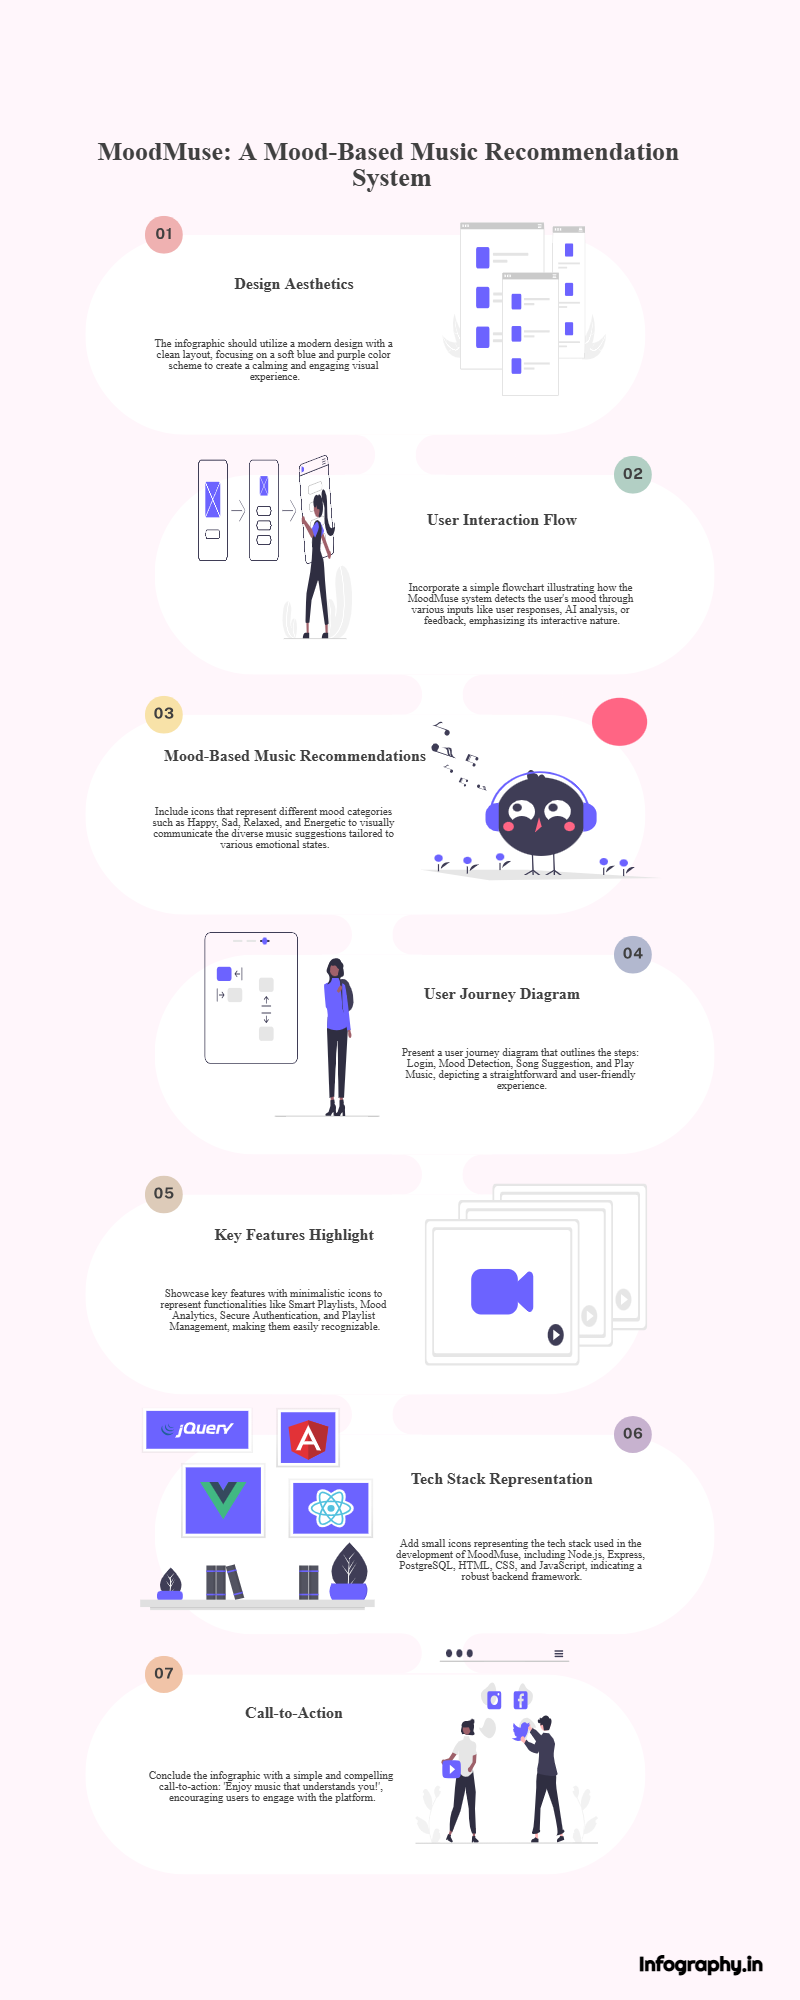 MoodMuse: A Mood-Based Music Recommendation
System
01
Design Aesthetics
The infographic should utilize a modern design with a
clean layout, focusing on a soft blue and purple color
scheme to create a calming and engaging visual
experience.
02
User Interaction Flow
Incorporate a simple flowchart illustrating how the
MoodMuse system detects the user's mood through
various inputs like user responses, AI analysis, or
feedback, emphasizing its interactive nature.
03
Mood-Based Music Recommendations
Include icons that represent different mood categories
such as Happy, Sad, Relaxed, and Energetic to visually
communicate the diverse music suggestions tailored to
various emotional states.
04
User Journey Diagram
Present a user journey diagram that outlines the steps:
Login, Mood Detection, Song Suggestion, and Play
Music, depicting a straightforward and user-friendly
experience.
05
Key Features Highlight
Showcase key features with minimalistic icons to
represent functionalities like Smart Playlists, Mood
Analytics, Secure Authentication, and Playlist
Management, making them easily recognizable.
jQuery
06
Tech Stack Representation
Add small icons representing the tech stack used in the
development of MoodMuse, including Node.js, Express,
PostgreSQL, HTML, CSS, and JavaScript, indicating a
robust backend framework.
07
Call-to-Action
Conclude the infographic with a simple and compelling
call-to-action: 'Enjoy music that understands you!',
encouraging users to engage with the platform.
Infography.in